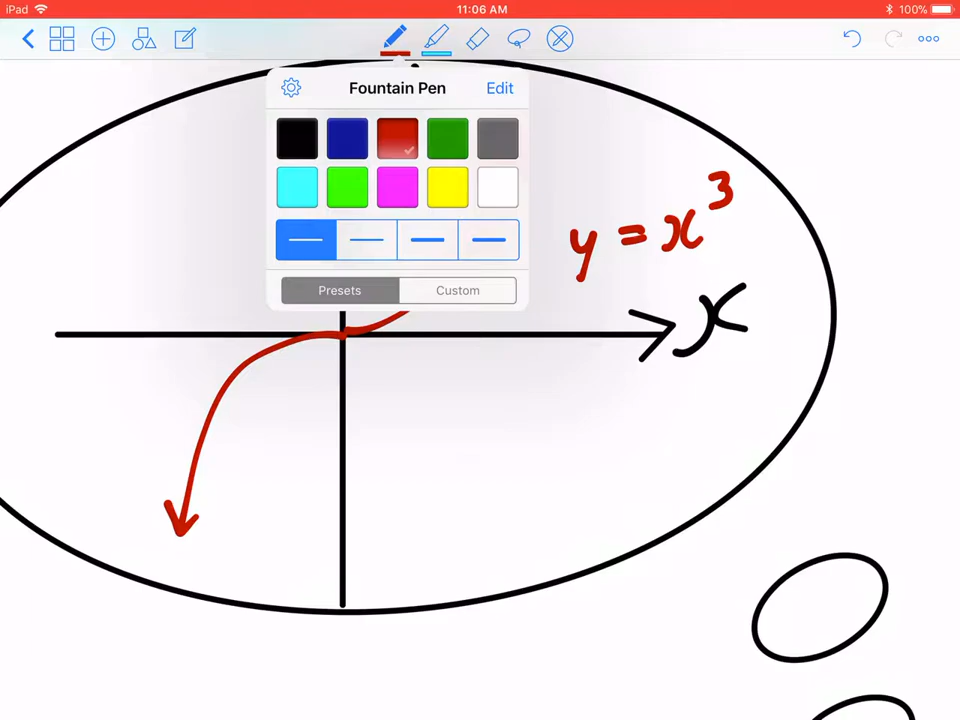 iPad 11:06 AM 100%
Fountain Pen Edit
y = x³
x
Presets Custom